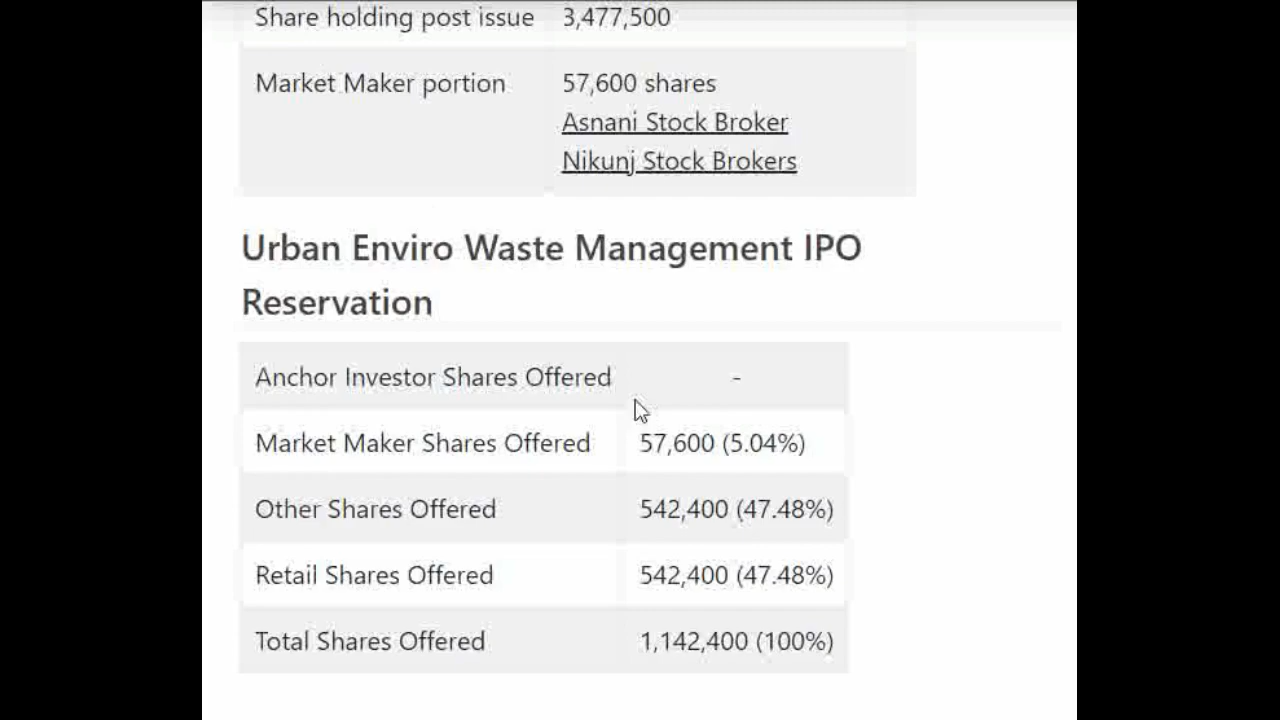 Share holding post issue 3,477,500
Market Maker portion 57,600 shares
Asnani Stock Broker
Nikunj Stock Brokers
Urban Enviro Waste Management IPO
Reservation
Anchor Investor Shares Offered -
Market Maker Shares Offered 57,600 (5.04%)
Other Shares Offered 542,400 (47.48%)
Retail Shares Offered 542,400 (47.48%)
Total Shares Offered 1,142,400 (100%)